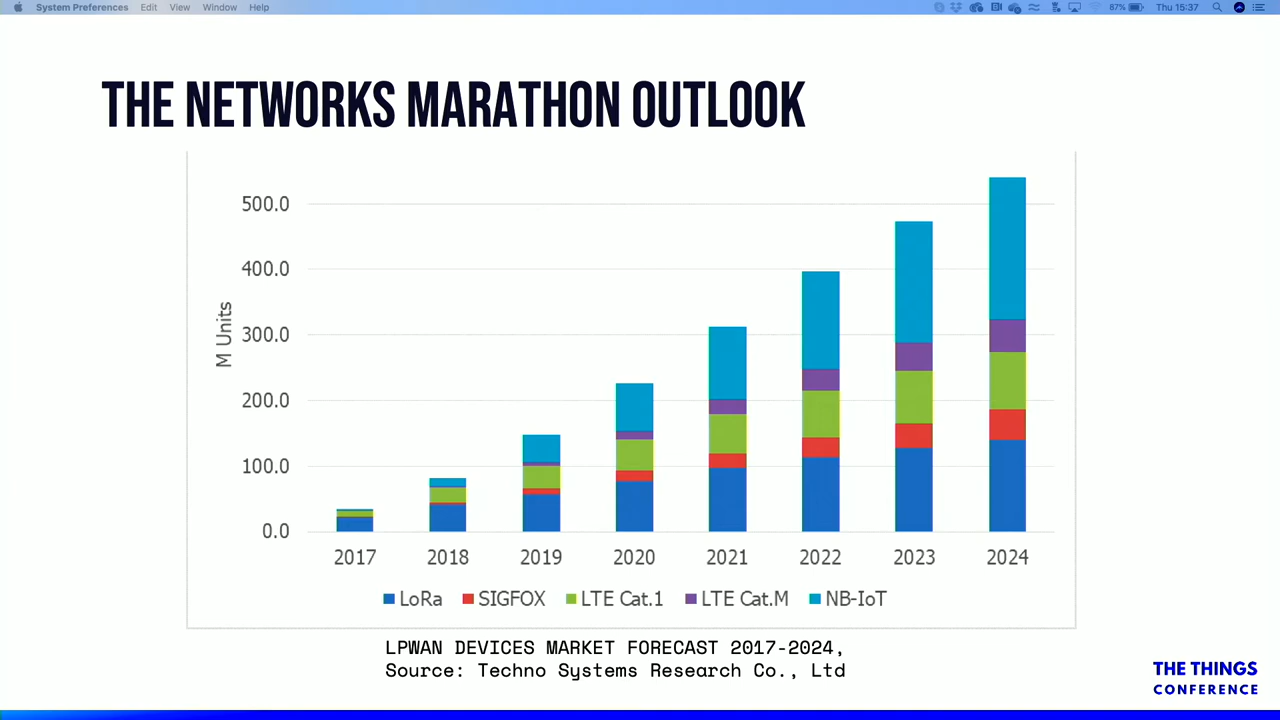 System Preferences Edit View Window Help 87% Thu 15:37
THE NETWORKS MARATHON OUTLOOK
500.0
400.0
300.0
200.0
100.0
0.0
M Units
2017 2018 2019 2020 2021 2022 2023 2024
LoRa SIGFOX LTE Cat.1 LTE Cat.M NB-IoT
LPWAN DEVICES MARKET FORECAST 2017-2024,
Source: Techno Systems Research Co., Ltd
THE THINGS
CONFERENCE